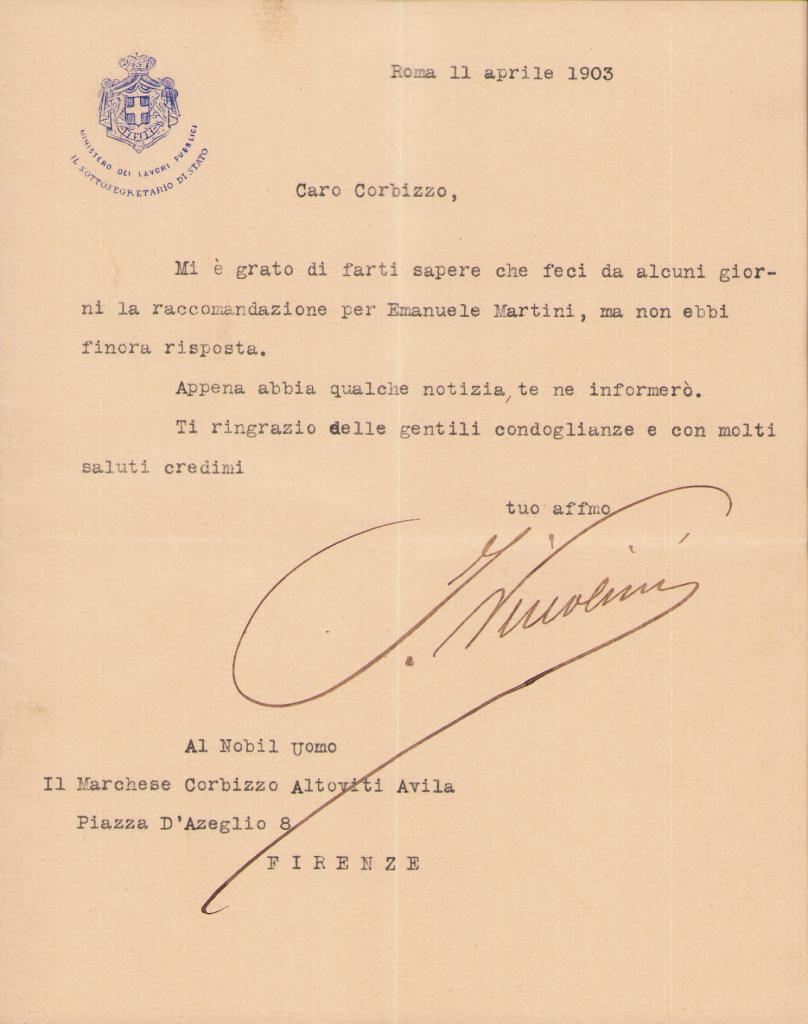 Roma 11 aprile 1903
MINISTERO DEI LAVORI PUBBLICI
IL SOTTOSEGRETARIO DI STATO
Caro Corbizzo,
Mi è grato di farti sapere che feci da alcuni gior-
ni la raccomandazione per Emanuele Martini, ma non ebbi
finora risposta.
Appena abbia qualche notizia, te ne informerò.
Ti ringrazio delle gentili condoglianze e con molti
saluti credimi
tuo affmo
Niccolini
Al Nobil Uomo
Il Marchese Corbizzo Altoviti Avila
Piazza D'Azeglio 8
FIRENZE